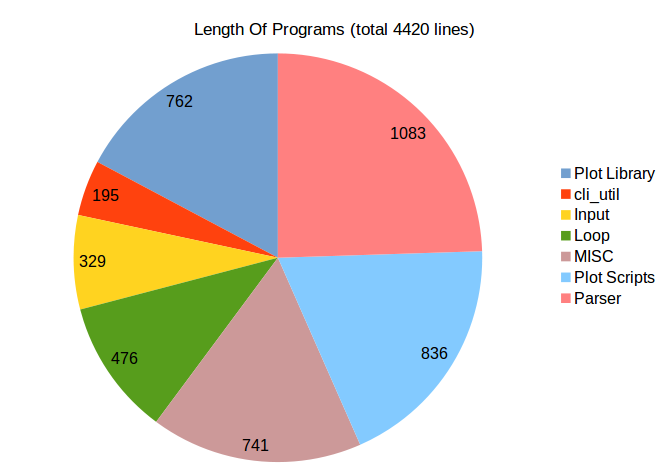 Length Of Programs (total 4420 lines)
762
1083
195
329
476
836
741
Plot Library
cli_util
Input
Loop
MISC
Plot Scripts
Parser